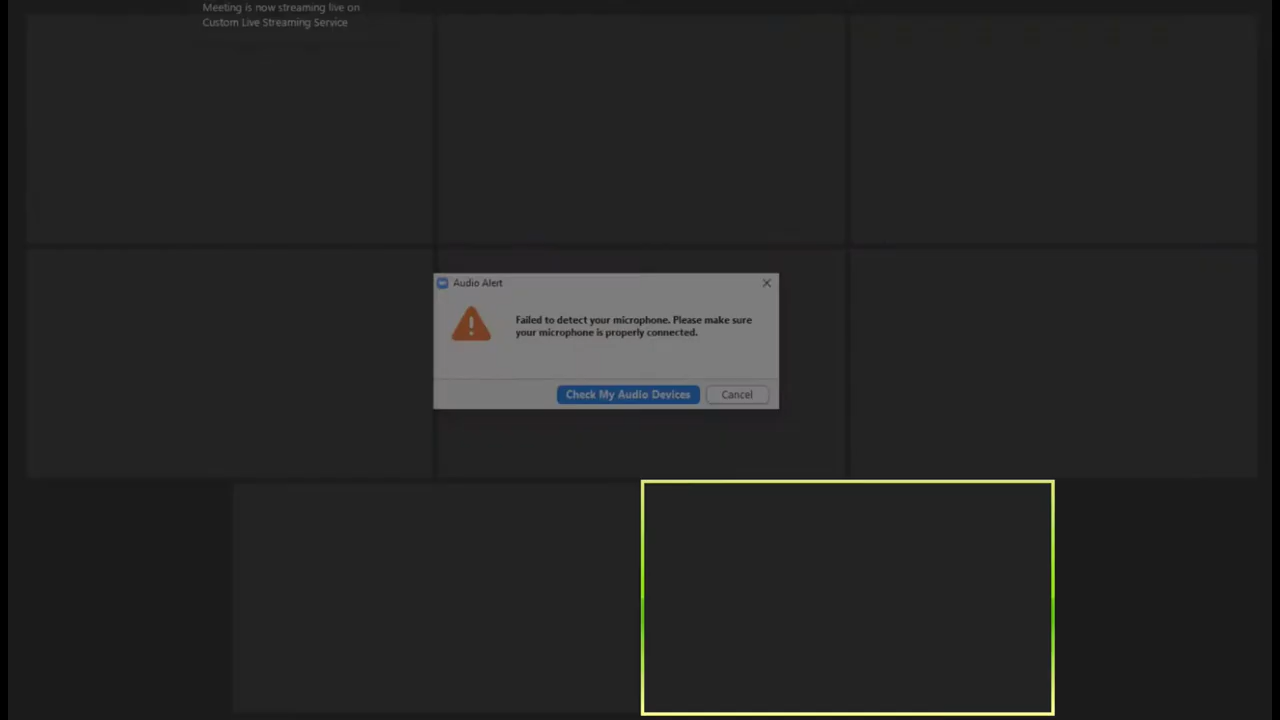 Meeting is now streaming live on
Custom Live Streaming Service
Audio Alert
Failed to detect your microphone. Please make sure
your microphone is properly connected.
Check My Audio Devices
Cancel